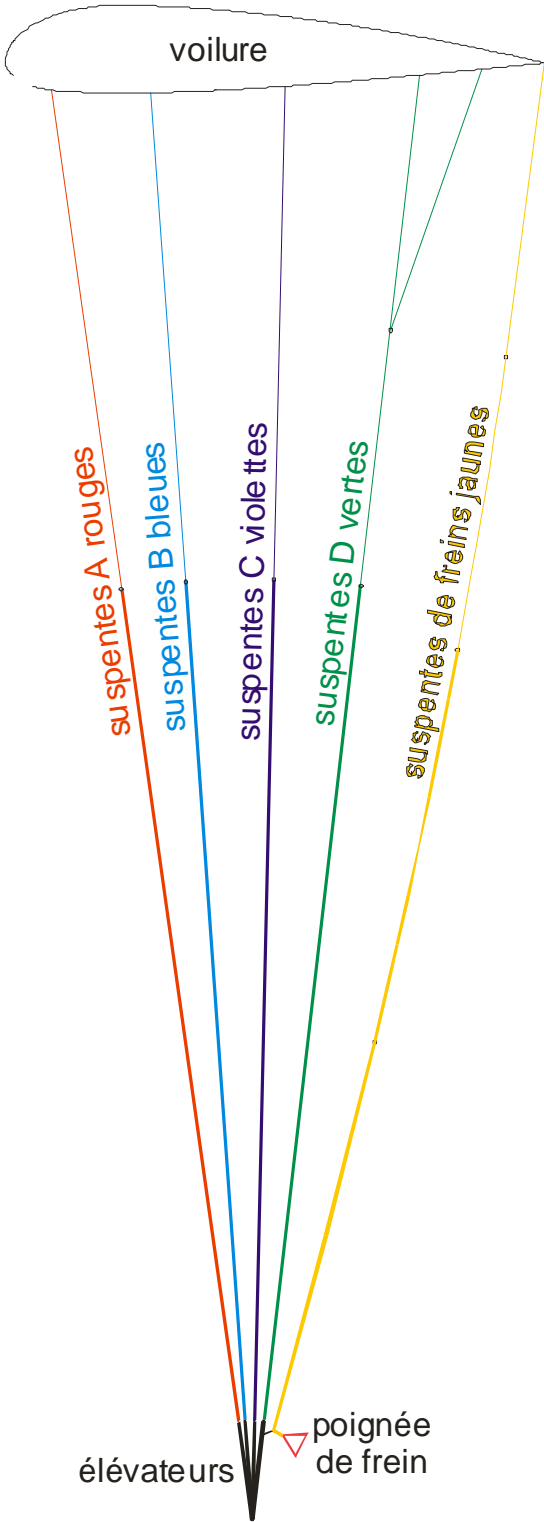 voilure
suspentes A rouges
suspentes B bleues
suspentes C violettes
suspentes D vertes
suspentes de freins jaunes
poignée
de frein
élévateurs